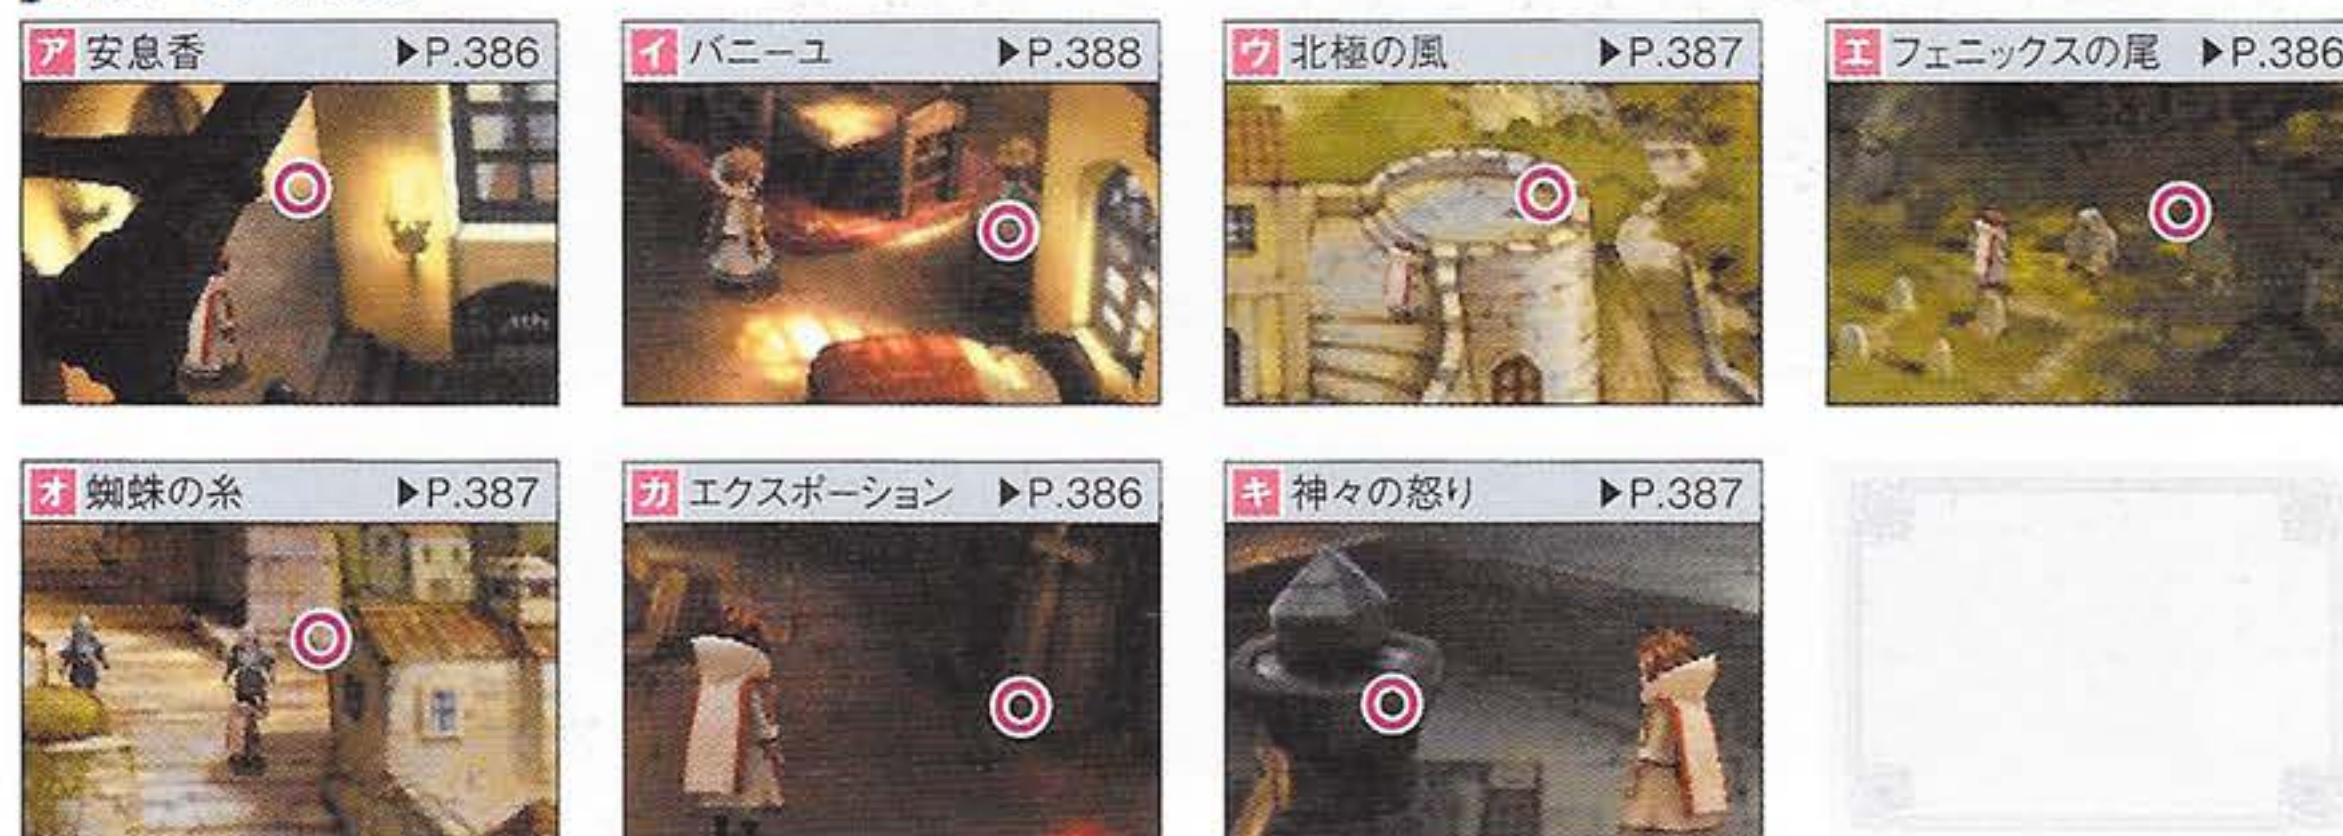 ア 安息香 ▶P.386
イ バニーユ ▶P.388
ウ 北極の風 ▶P.387
エ フェニックスの尾 ▶P.386
オ 蜘蛛の糸 ▶P.387
カ エクスポーション ▶P.386
キ 神々の怒り ▶P.387